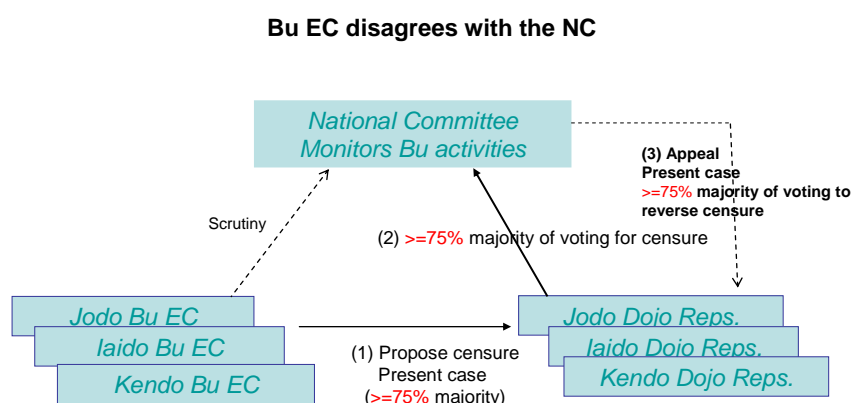 Bu EC disagrees with the NC
National Committee
Monitors Bu activities
(3) Appeal
Present case
>=75% majority of voting to
reverse censure
Scrutiny
(2) >=75% majority of voting for censure
Jodo Bu EC
Iaido Bu EC
Kendo Bu EC
(1) Propose censure
Present case
(>=75% majority)
Jodo Dojo Reps.
Iaido Dojo Reps.
Kendo Dojo Reps.